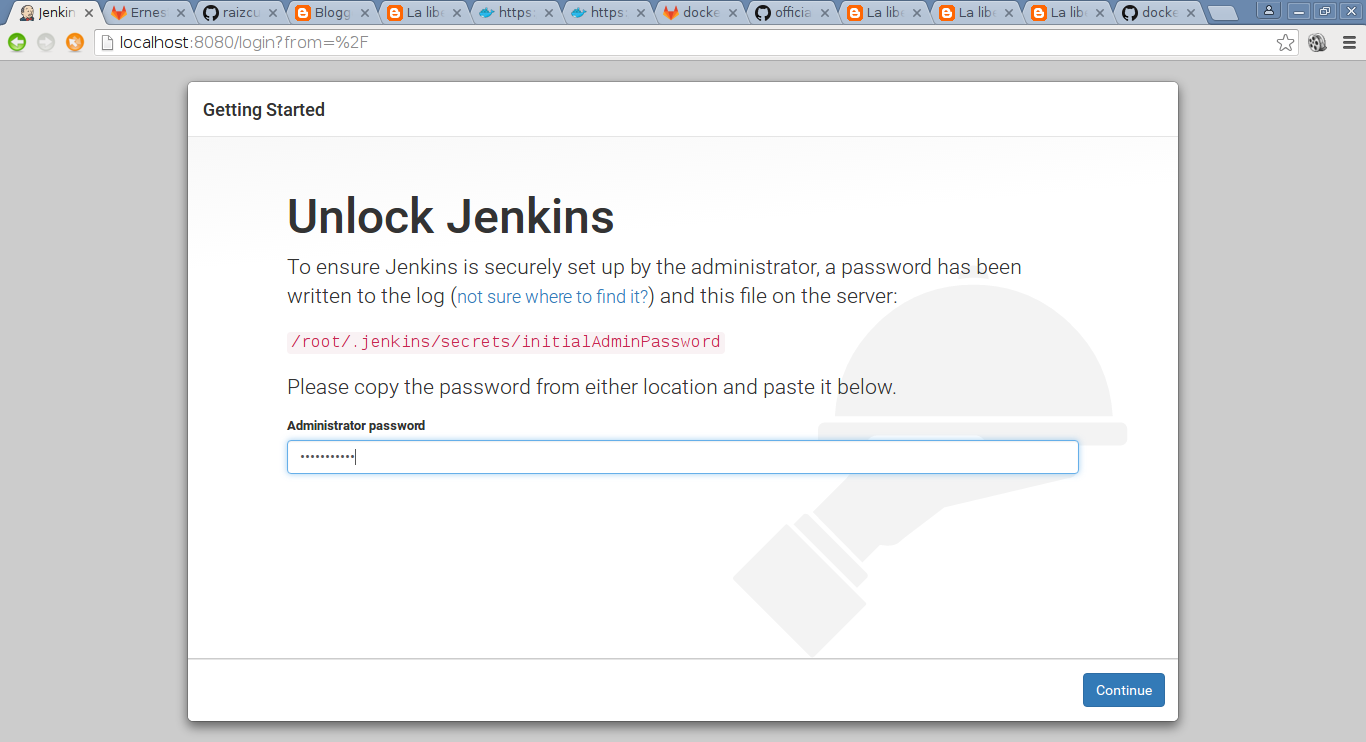 Jenkin
Ernes
raizcu
Blogg
La libe
https:
https:
docke
officia
La libe
La libe
La libe
docke
localhost:8080/login?from=%2F
Getting Started
Unlock Jenkins
To ensure Jenkins is securely set up by the administrator, a password has been
written to the log (not sure where to find it?) and this file on the server:
/root/.jenkins/secrets/initialAdminPassword
Please copy the password from either location and paste it below.
Administrator password
•••••••••••
Continue